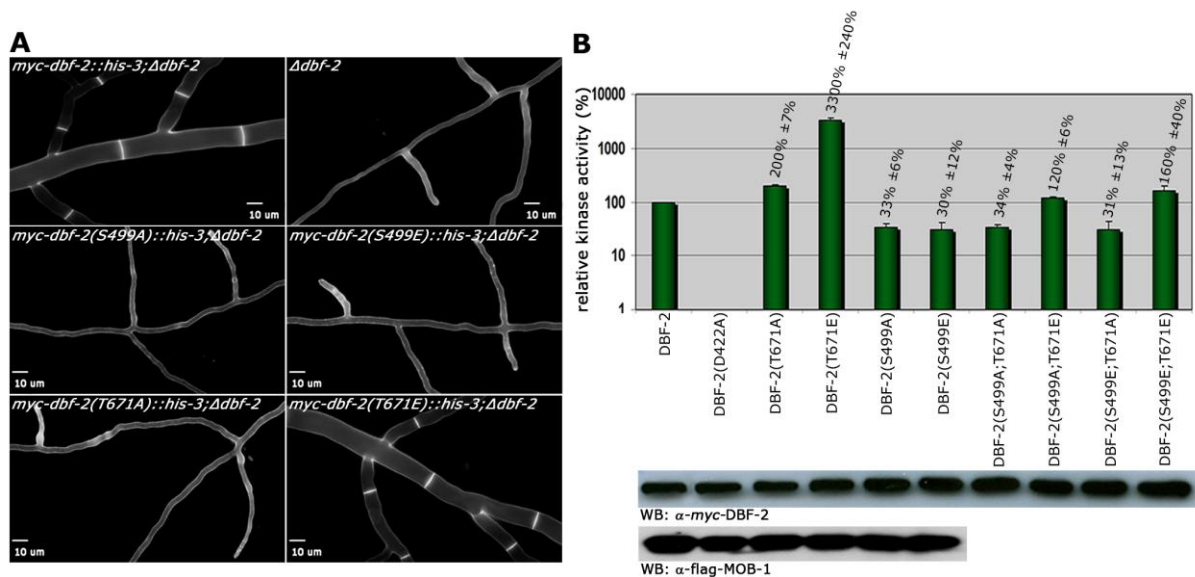 A
myc-dbf-2::his-3;Δdbf-2
10 um
Δdbf-2
10 um
myc-dbf-2(S499A)::his-3;Δdbf-2
10 um
myc-dbf-2(S499E)::his-3;Δdbf-2
10 um
myc-dbf-2(T671A)::his-3;Δdbf-2
10 um
myc-dbf-2(T671E)::his-3;Δdbf-2
10 um
B
relative kinase activity (%)
10000
1000
100
10
1
200% ±7%
3300% ±240%
33% ±6%
30% ±12%
34% ±4%
120% ±6%
31% ±13%
160% ±40%
DBF-2
DBF-2(D422A)
DBF-2(T671A)
DBF-2(T671E)
DBF-2(S499A)
DBF-2(S499E)
DBF-2(S499A;T671A)
DBF-2(S499A;T671E)
DBF-2(S499E;T671A)
DBF-2(S499E;T671E)
WB: α-myc-DBF-2
WB: α-flag-MOB-1